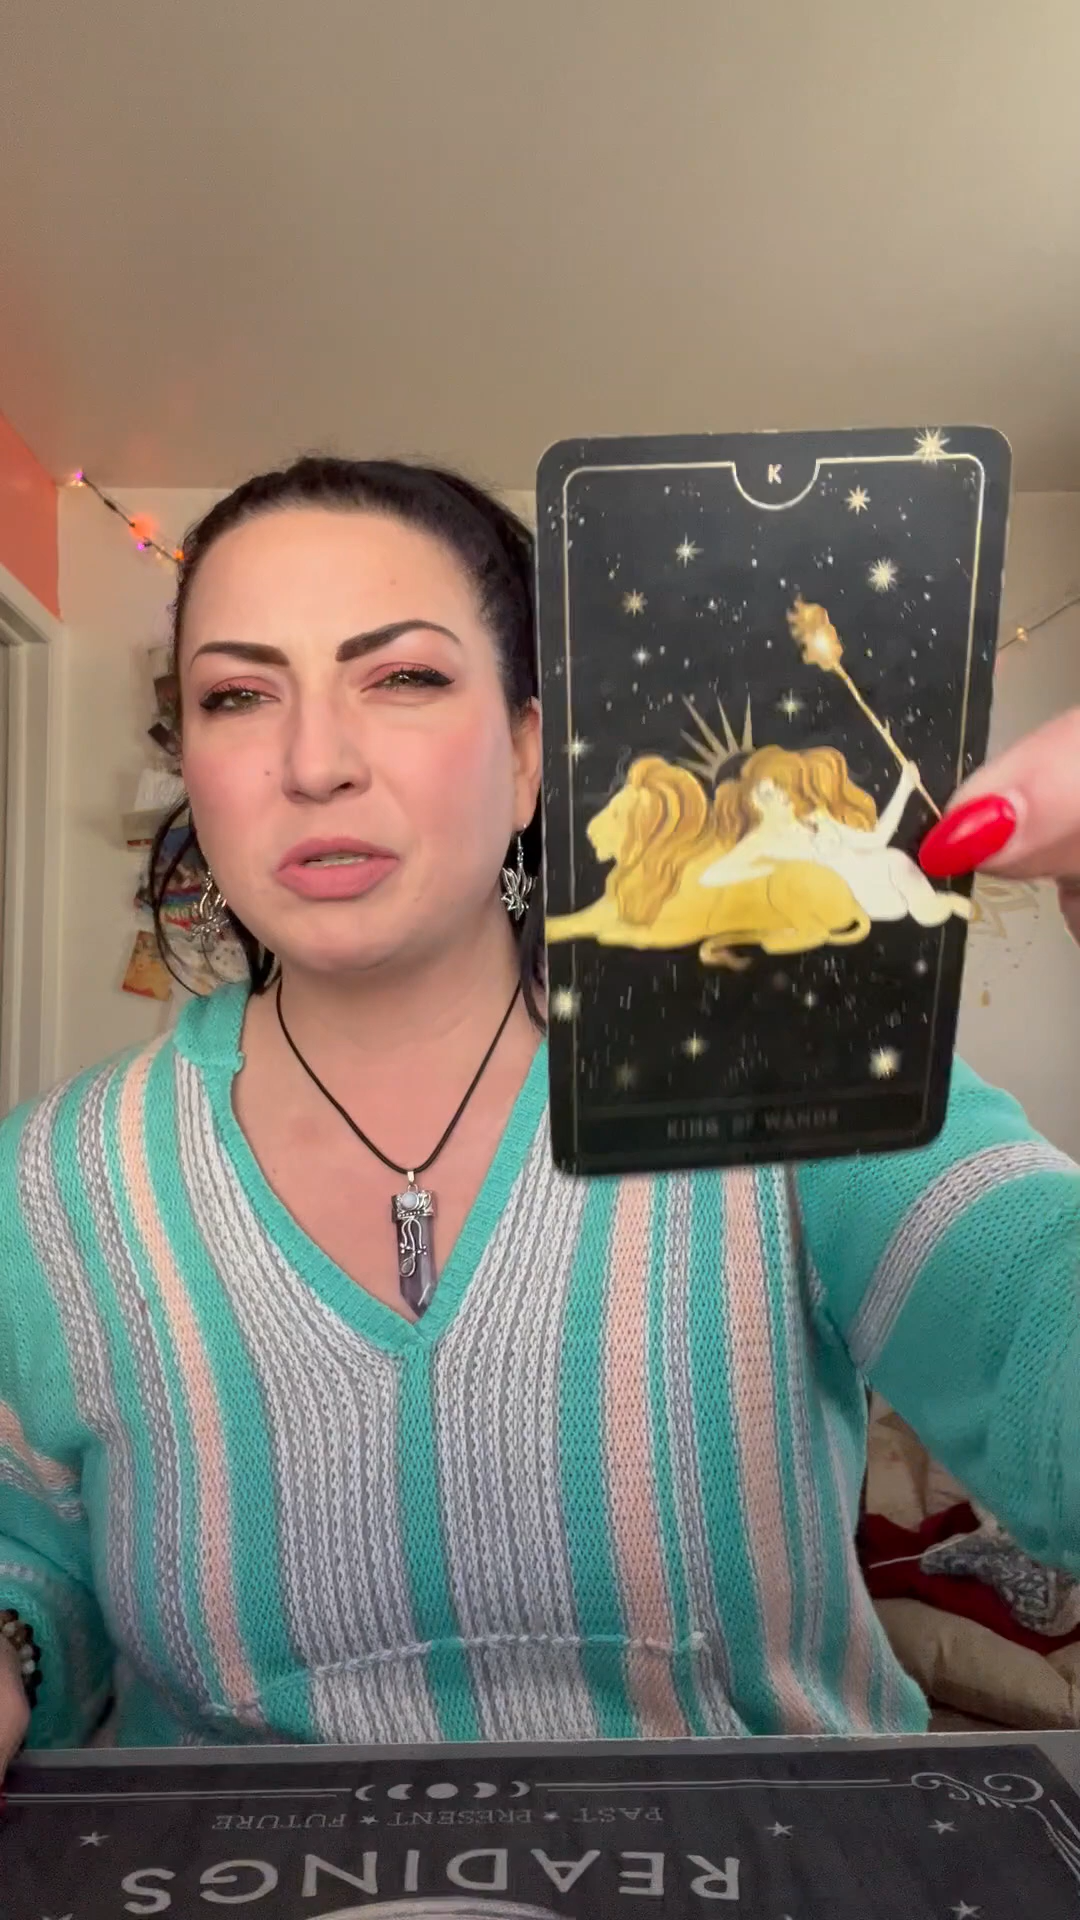 K
KING OF WANDS
PAST ★ PRESENT ★ FUTURE
READINGS